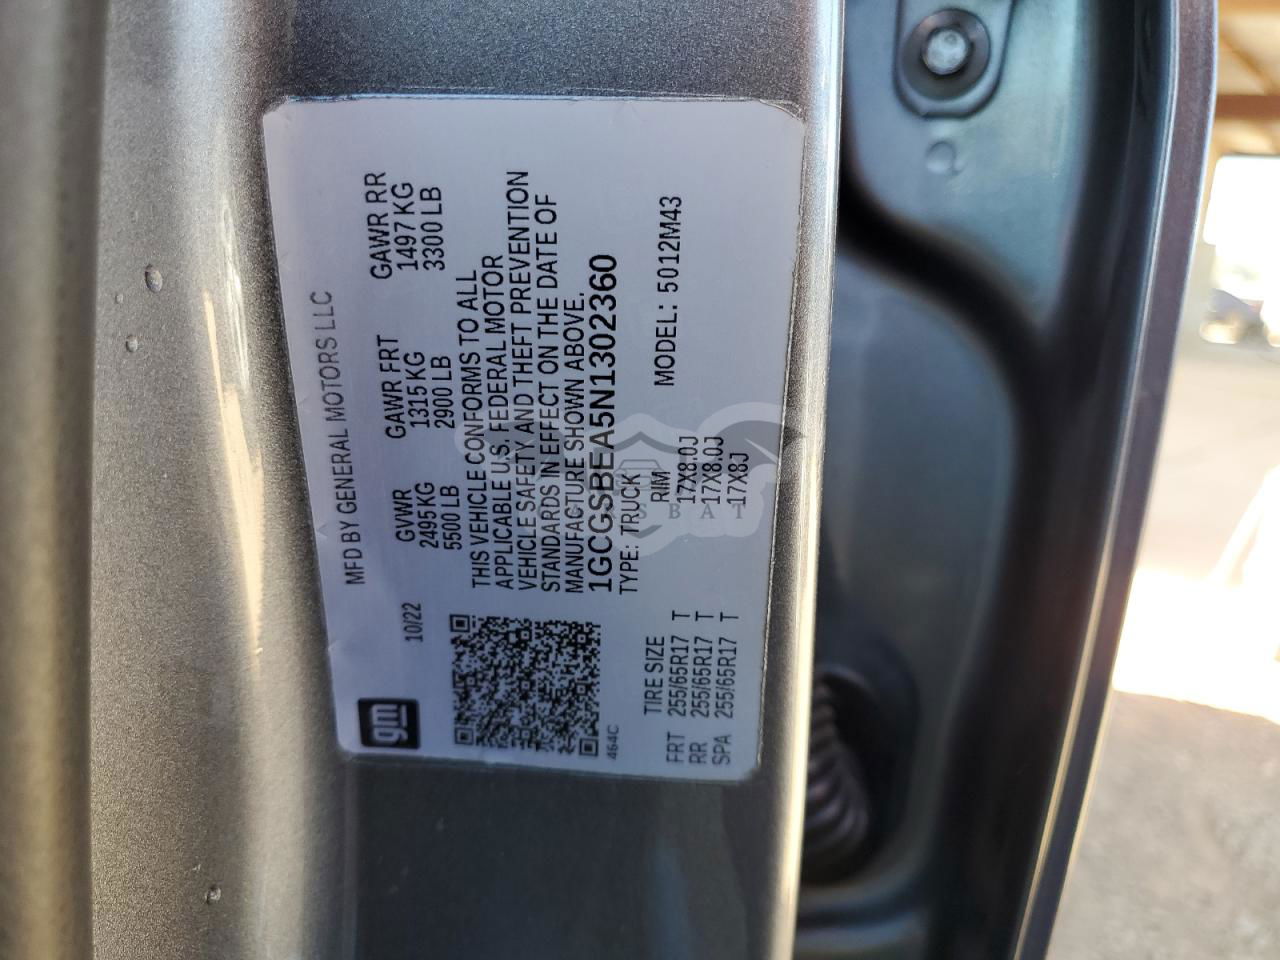 gm
MFD BY GENERAL MOTORS LLC
10/22
GVWR GAWR FRT GAWR RR
2495 KG 1315 KG 1497 KG
5500 LB 2900 LB 3300 LB
THIS VEHICLE CONFORMS TO ALL
APPLICABLE U.S. FEDERAL MOTOR
VEHICLE SAFETY AND THEFT PREVENTION
STANDARDS IN EFFECT ON THE DATE OF
MANUFACTURE SHOWN ABOVE.
1GCGSBEA5N1302360
464C
TYPE: TRUCK MODEL: 5012M43
TIRE SIZE RIM
FRT 255/65R17 T 17X8.0J
RR 255/65R17 T 17X8.0J
SPA 255/65R17 T 17X8J